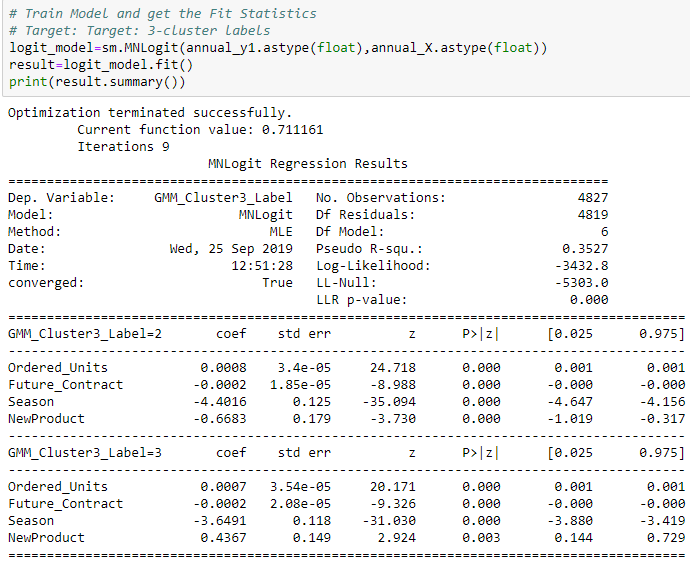 # Train Model and get the Fit Statistics
# Target: Target: 3-cluster labels
logit_model=sm.MNLogit(annual_y1.astype(float),annual_X.astype(float))
result=logit_model.fit()
print(result.summary())
Optimization terminated successfully.
         Current function value: 0.711161
         Iterations 9
                          MNLogit Regression Results
==============================================================================
Dep. Variable:     GMM_Cluster3_Label   No. Observations:                 4827
Model:                        MNLogit   Df Residuals:                     4819
Method:                           MLE   Df Model:                            6
Date:                Wed, 25 Sep 2019   Pseudo R-squ.:                  0.3527
Time:                        12:51:28   Log-Likelihood:                -3432.8
converged:                       True   LL-Null:                       -5303.0
                                        LLR p-value:                     0.000
========================================================================================
GMM_Cluster3_Label=2       coef    std err          z      P>|z|      [0.025      0.975]
----------------------------------------------------------------------------------------
Ordered_Units            0.0008    3.4e-05     24.718      0.000       0.001       0.001
Future_Contract         -0.0002   1.85e-05     -8.988      0.000      -0.000      -0.000
Season                  -4.4016      0.125    -35.094      0.000      -4.647      -4.156
NewProduct              -0.6683      0.179     -3.730      0.000      -1.019      -0.317
----------------------------------------------------------------------------------------
GMM_Cluster3_Label=3       coef    std err          z      P>|z|      [0.025      0.975]
----------------------------------------------------------------------------------------
Ordered_Units            0.0007   3.54e-05     20.171      0.000       0.001       0.001
Future_Contract         -0.0002   2.08e-05     -9.326      0.000      -0.000      -0.000
Season                  -3.6491      0.118    -31.030      0.000      -3.880      -3.419
NewProduct               0.4367      0.149      2.924      0.003       0.144       0.729
========================================================================================